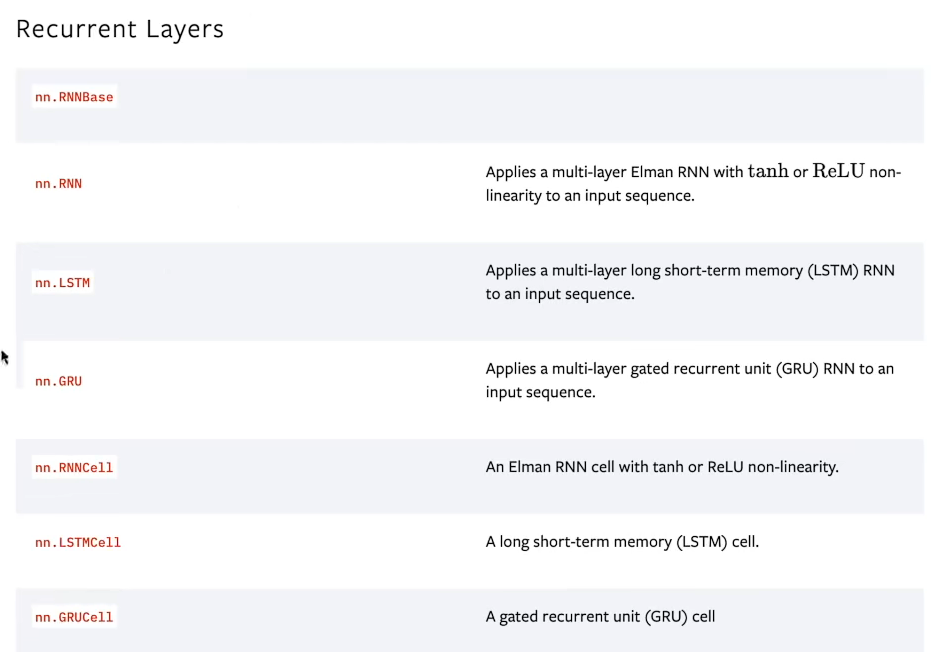 Recurrent Layers
nn.RNNBase
nn.RNN
Applies a multi-layer Elman RNN with tanh or ReLU non-
linearity to an input sequence.
nn.LSTM
Applies a multi-layer long short-term memory (LSTM) RNN
to an input sequence.
nn.GRU
Applies a multi-layer gated recurrent unit (GRU) RNN to an
input sequence.
nn.RNNCell
An Elman RNN cell with tanh or ReLU non-linearity.
nn.LSTMCell
A long short-term memory (LSTM) cell.
nn.GRUCell
A gated recurrent unit (GRU) cell